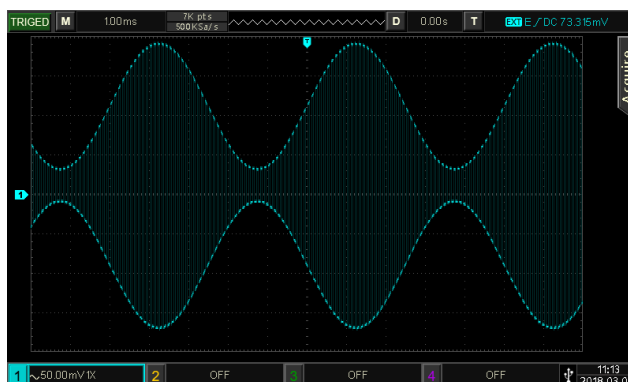 TRIGED M 1.00ms 7K pts D 0.00s T EXT E DC 73.315mV
500KSa/s
T
Acquire
1
1 50.00mV 1X 2 OFF 3 OFF 4 OFF 11:13
2018.03.0